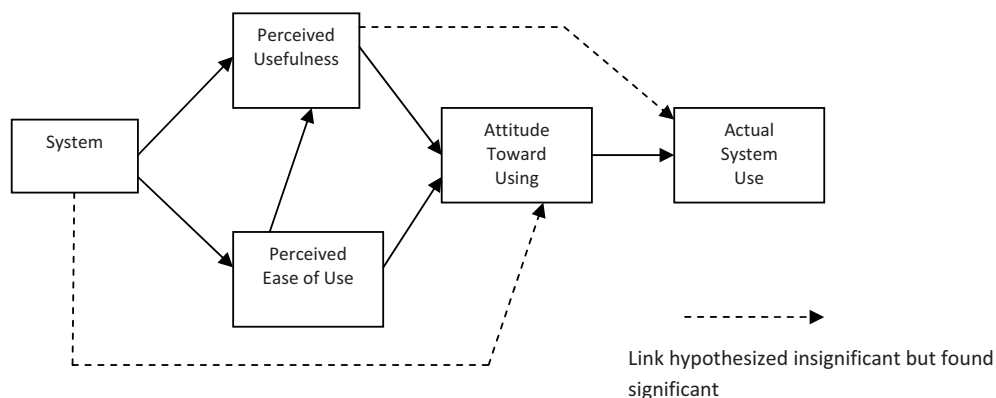 Perceived
Usefulness
System
Attitude
Toward
Using
Actual
System
Use
Perceived
Ease of Use
Link hypothesized insignificant but found
significant